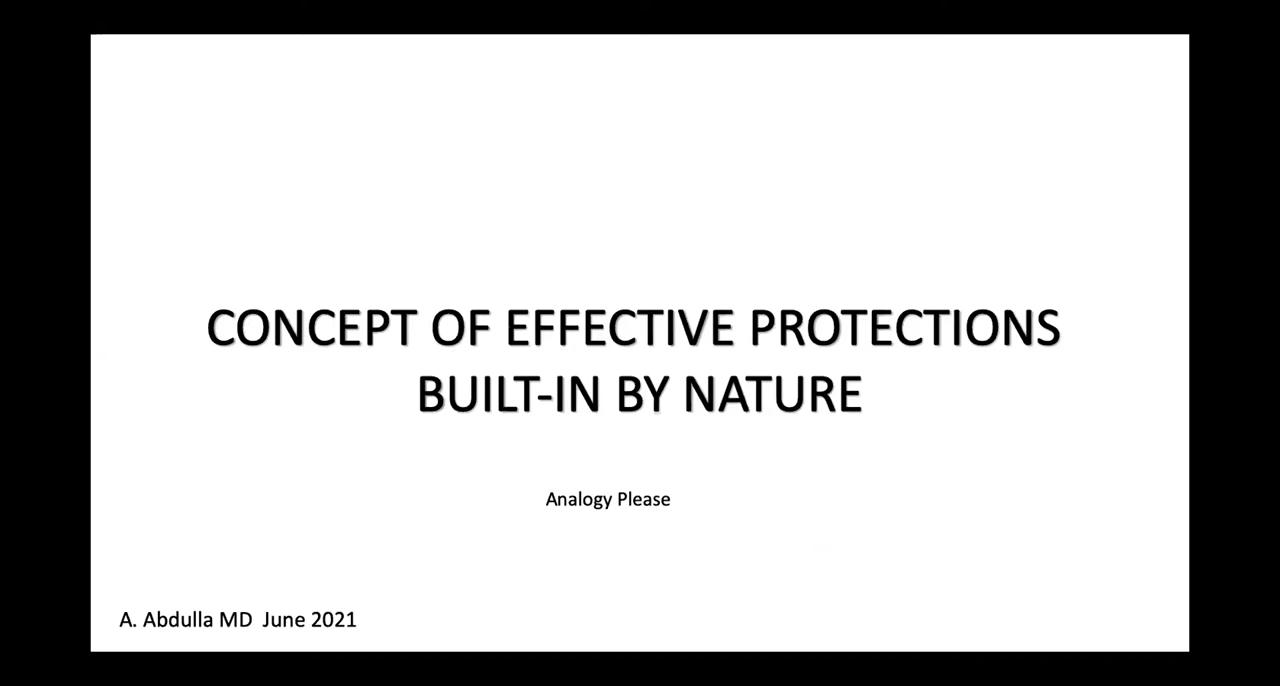 CONCEPT OF EFFECTIVE PROTECTIONS
BUILT-IN BY NATURE
Analogy Please
A. Abdulla MD  June 2021